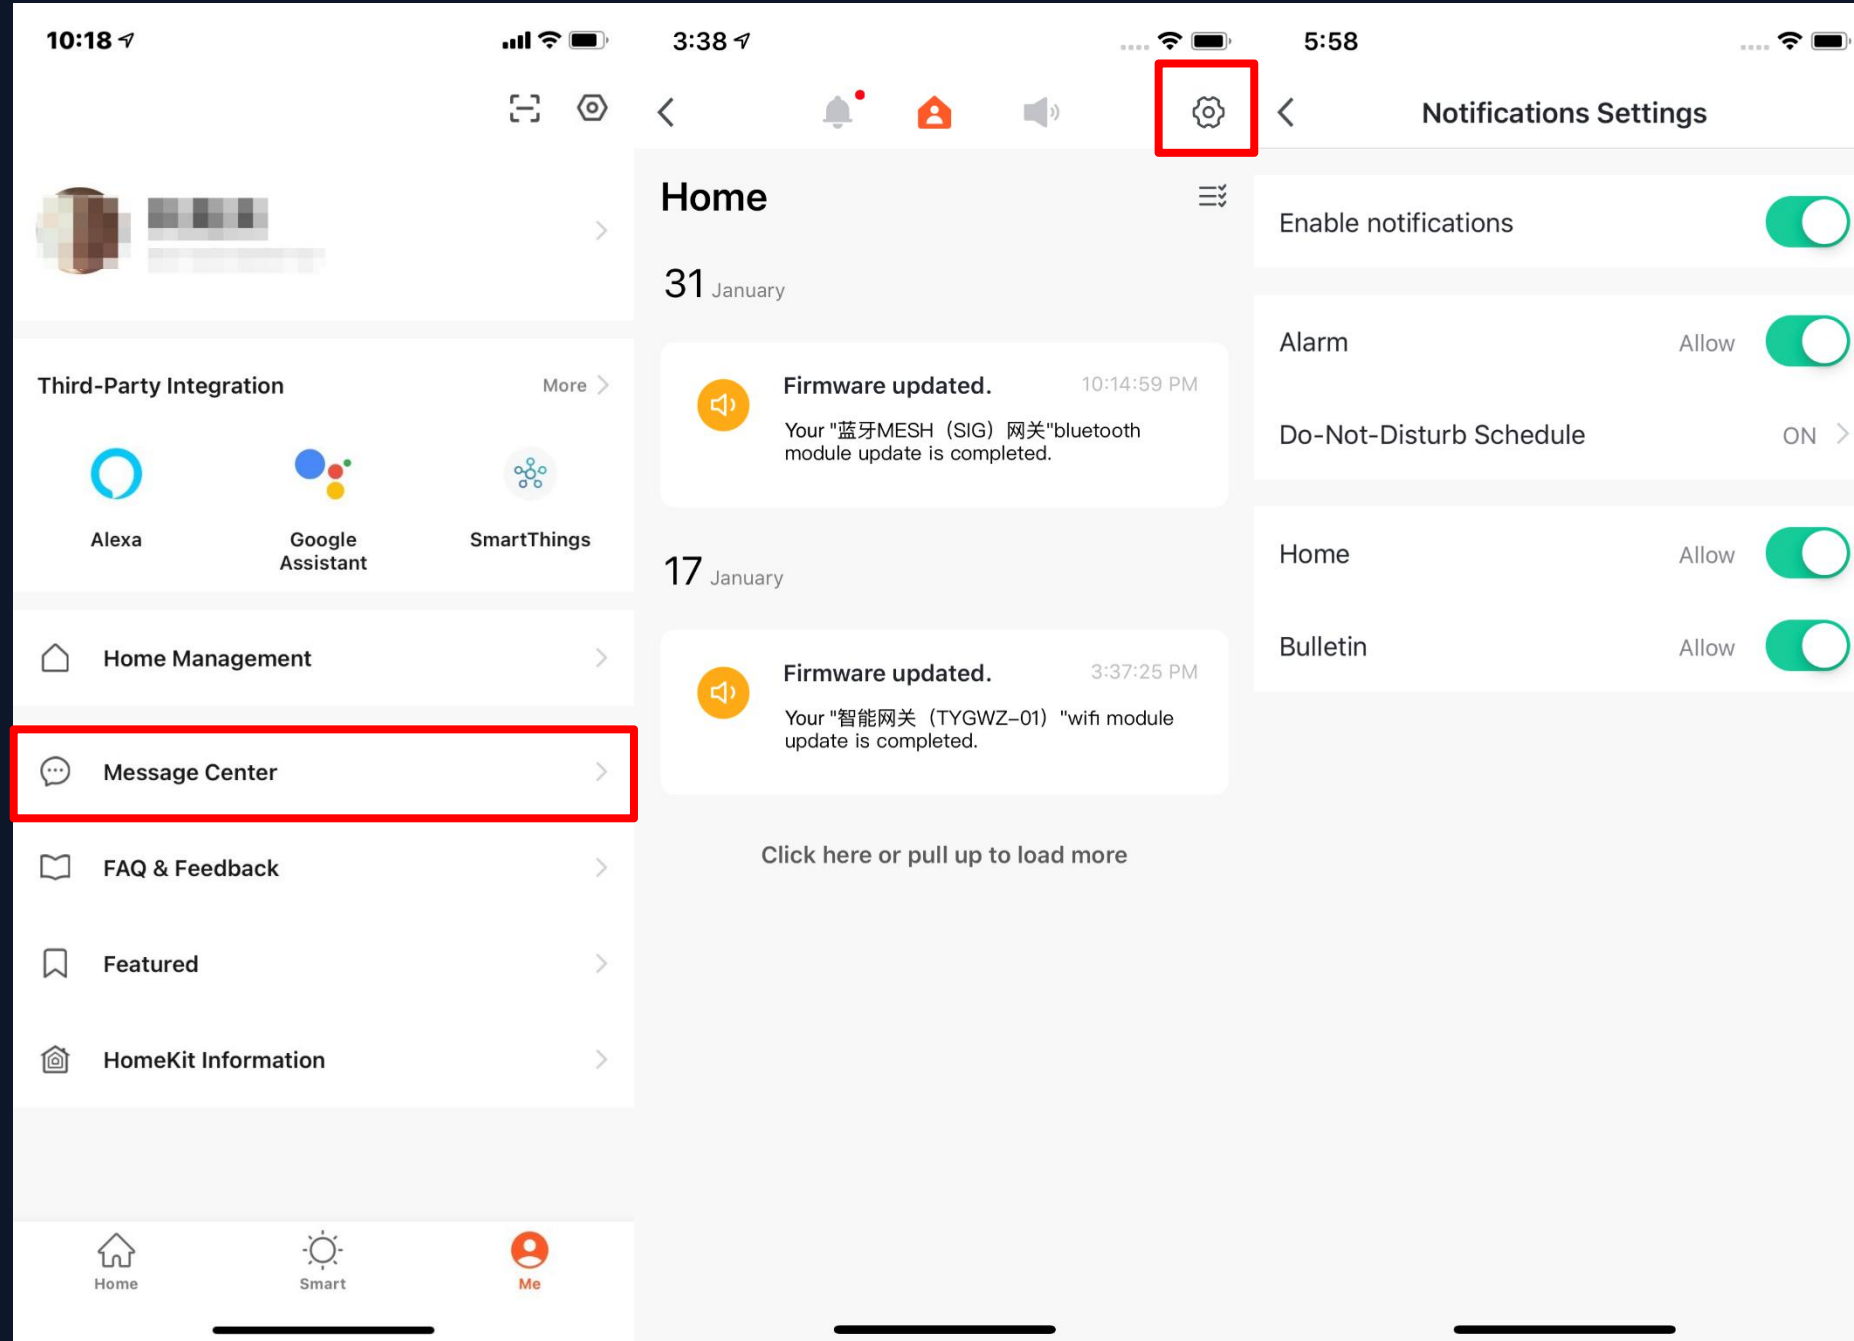 10:18
Third-Party Integration
More
Alexa
Google
Assistant
SmartThings
Home Management
Message Center
FAQ & Feedback
Featured
HomeKit Information
Home
Smart
Me
3:38
Home
31 January
Firmware updated. 10:14:59 PM
Your "蓝牙MESH（SIG）网关"bluetooth
module update is completed.
17 January
Firmware updated. 3:37:25 PM
Your "智能网关（TYGWZ-01）"wifi module
update is completed.
Click here or pull up to load more
5:58
Notifications Settings
Enable notifications
Alarm Allow
Do-Not-Disturb Schedule ON
Home Allow
Bulletin Allow